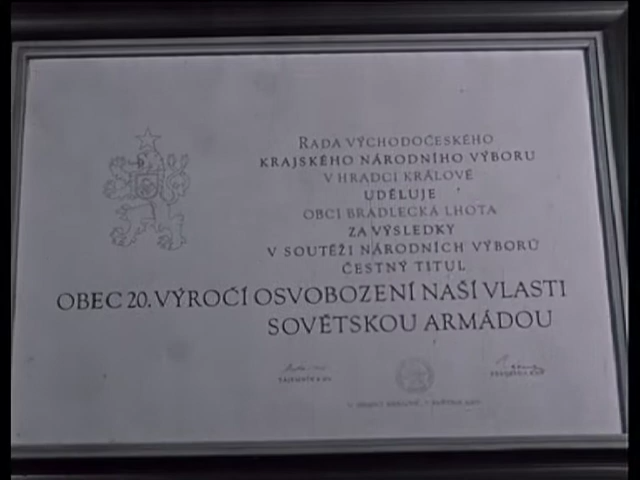 RADA VÝCHODOČESKÉHO
KRAJSKÉHO NÁRODNÍHO VÝBORU
V HRADCI KRÁLOVÉ
UDĚLUJE
OBCI BRADLECKÁ LHOTA
ZA VÝSLEDKY
V SOUTĚŽI NÁRODNÍCH VÝBORŮ
ČESTNÝ TITUL
OBEC 20. VÝROČÍ OSVOBOZENÍ NAŠÍ VLASTI
SOVĚTSKOU ARMÁDOU